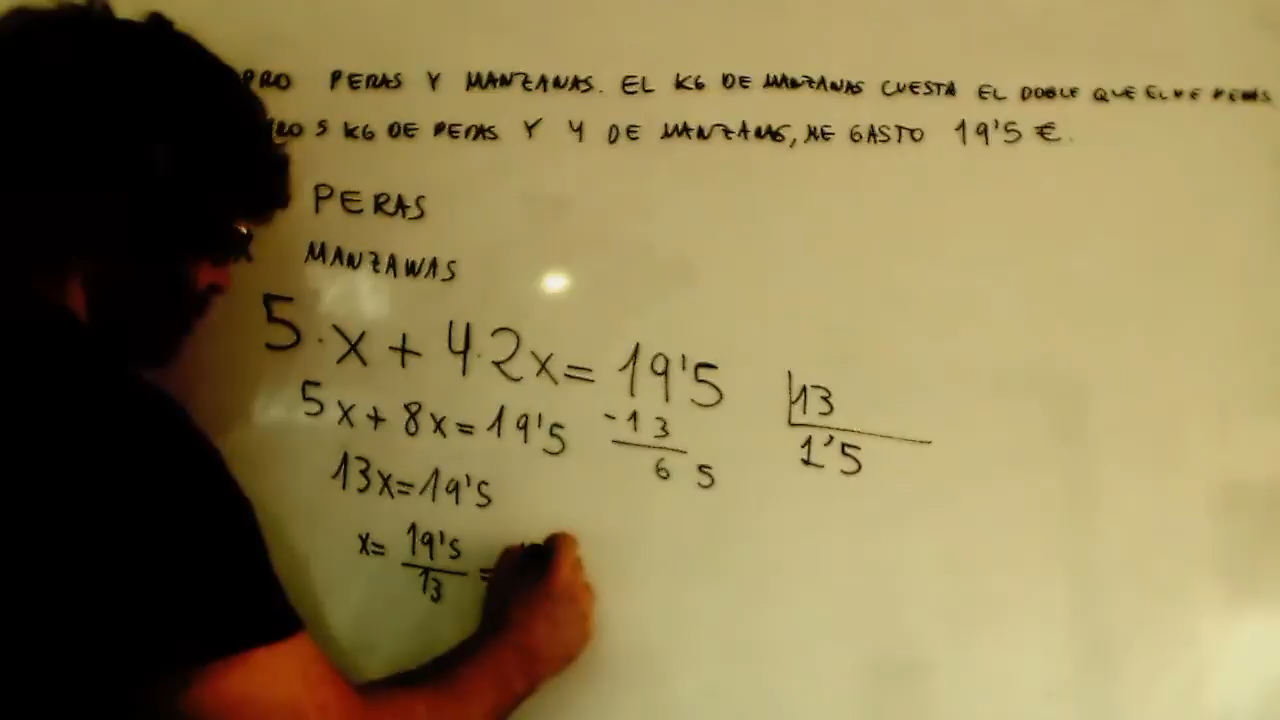 PERAS Y MANZANAS. EL KG DE MANZANAS CUESTA EL DOBLE QUE EL DE PERAS
5 KG DE PERAS Y 4 DE MANZANAS, ME GASTO 19'5 €.
PERAS
MANZANAS
5·x + 4·2x = 19'5 |13
5x + 8x = 19'5 -13 1'5
6 5
13x = 19'5
x = 19'5/13 =